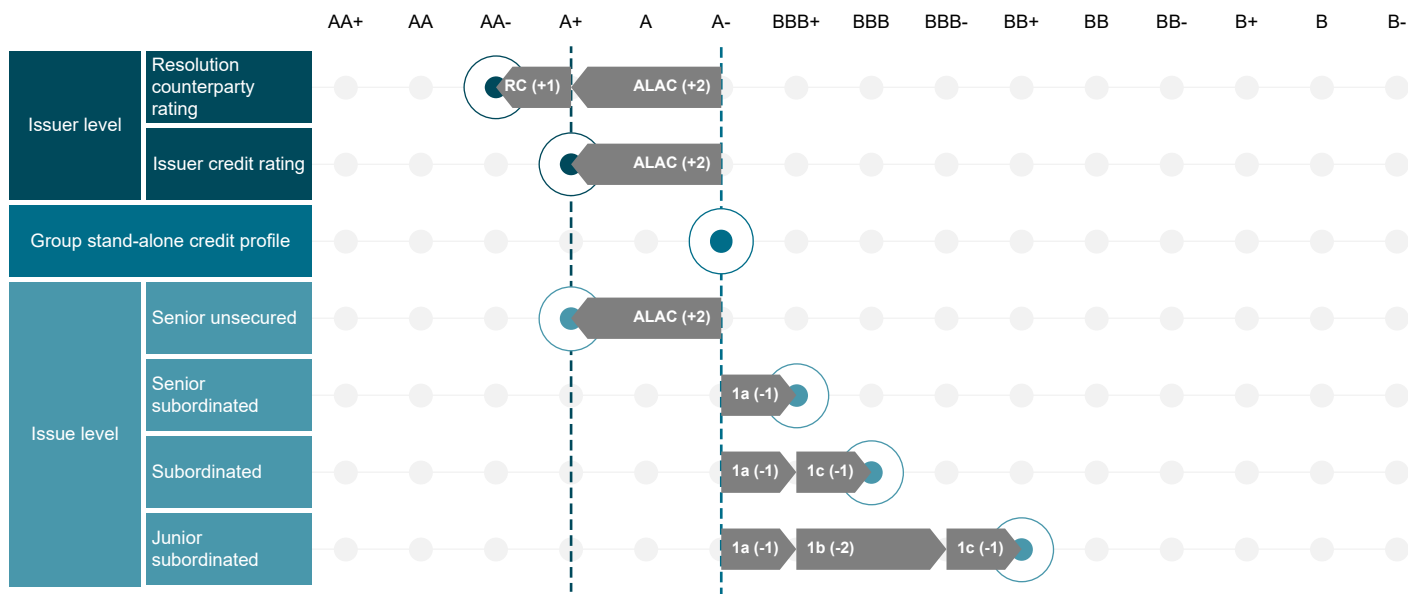 AA+ AA AA- A+ A A- BBB+ BBB BBB- BB+ BB BB- B+ B B-
Issuer level
Resolution
counterparty
rating
RC (+1) ALAC (+2)
Issuer credit rating
ALAC (+2)
Group stand-alone credit profile
Issue level
Senior unsecured
ALAC (+2)
Senior
subordinated
1a (-1)
Subordinated
1a (-1) 1c (-1)
Junior
subordinated
1a (-1) 1b (-2) 1c (-1)